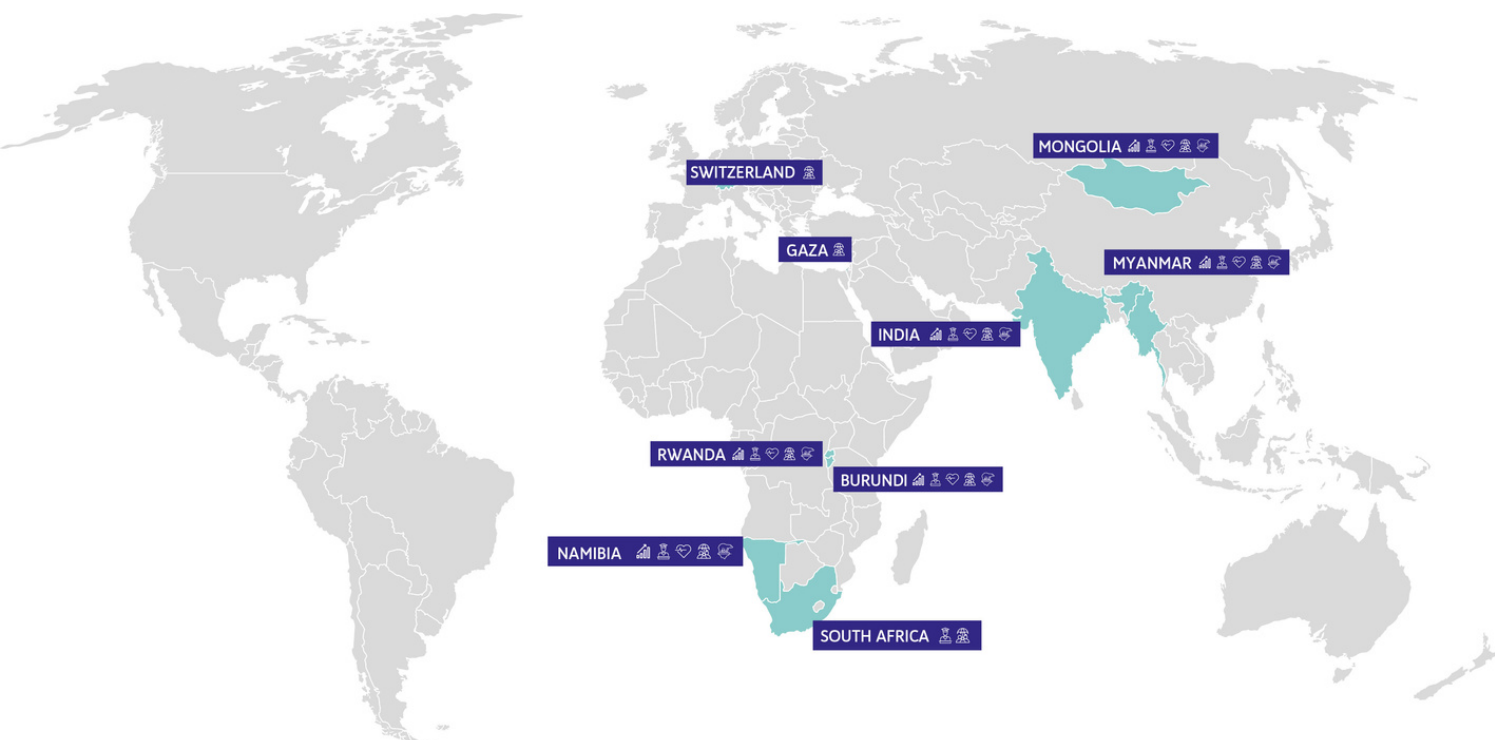 MONGOLIA
SWITZERLAND
GAZA
MYANMAR
INDIA
RWANDA
BURUNDI
NAMIBIA
SOUTH AFRICA